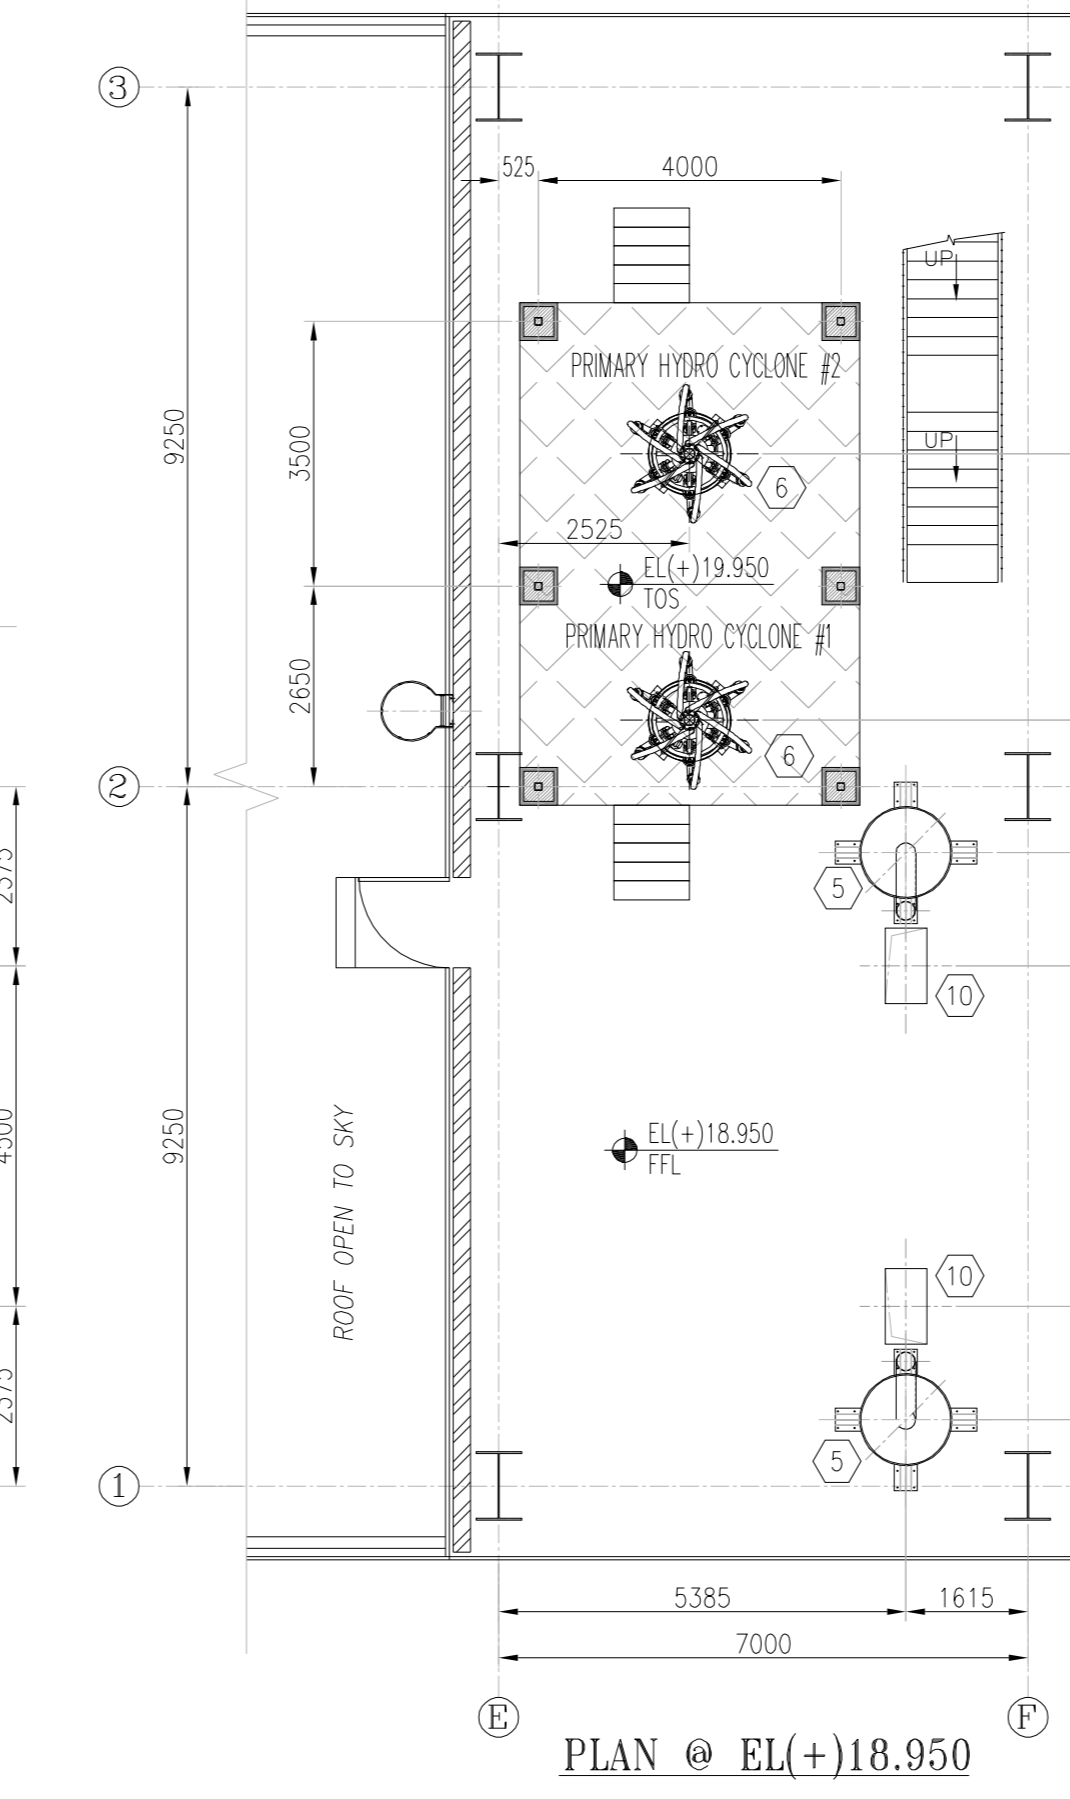 3
525
4000
UP
PRIMARY HYDRO CYCLONE #2
9250
3500
UP
6
2525
EL(+)19.950
TOS
PRIMARY HYDRO CYCLONE #1
2650
6
2
5
10
9250
EL(+)18.950
FFL
ROOF OPEN TO SKY
10
5
1
5385
1615
7000
E
F
PLAN @ EL(+)18.950